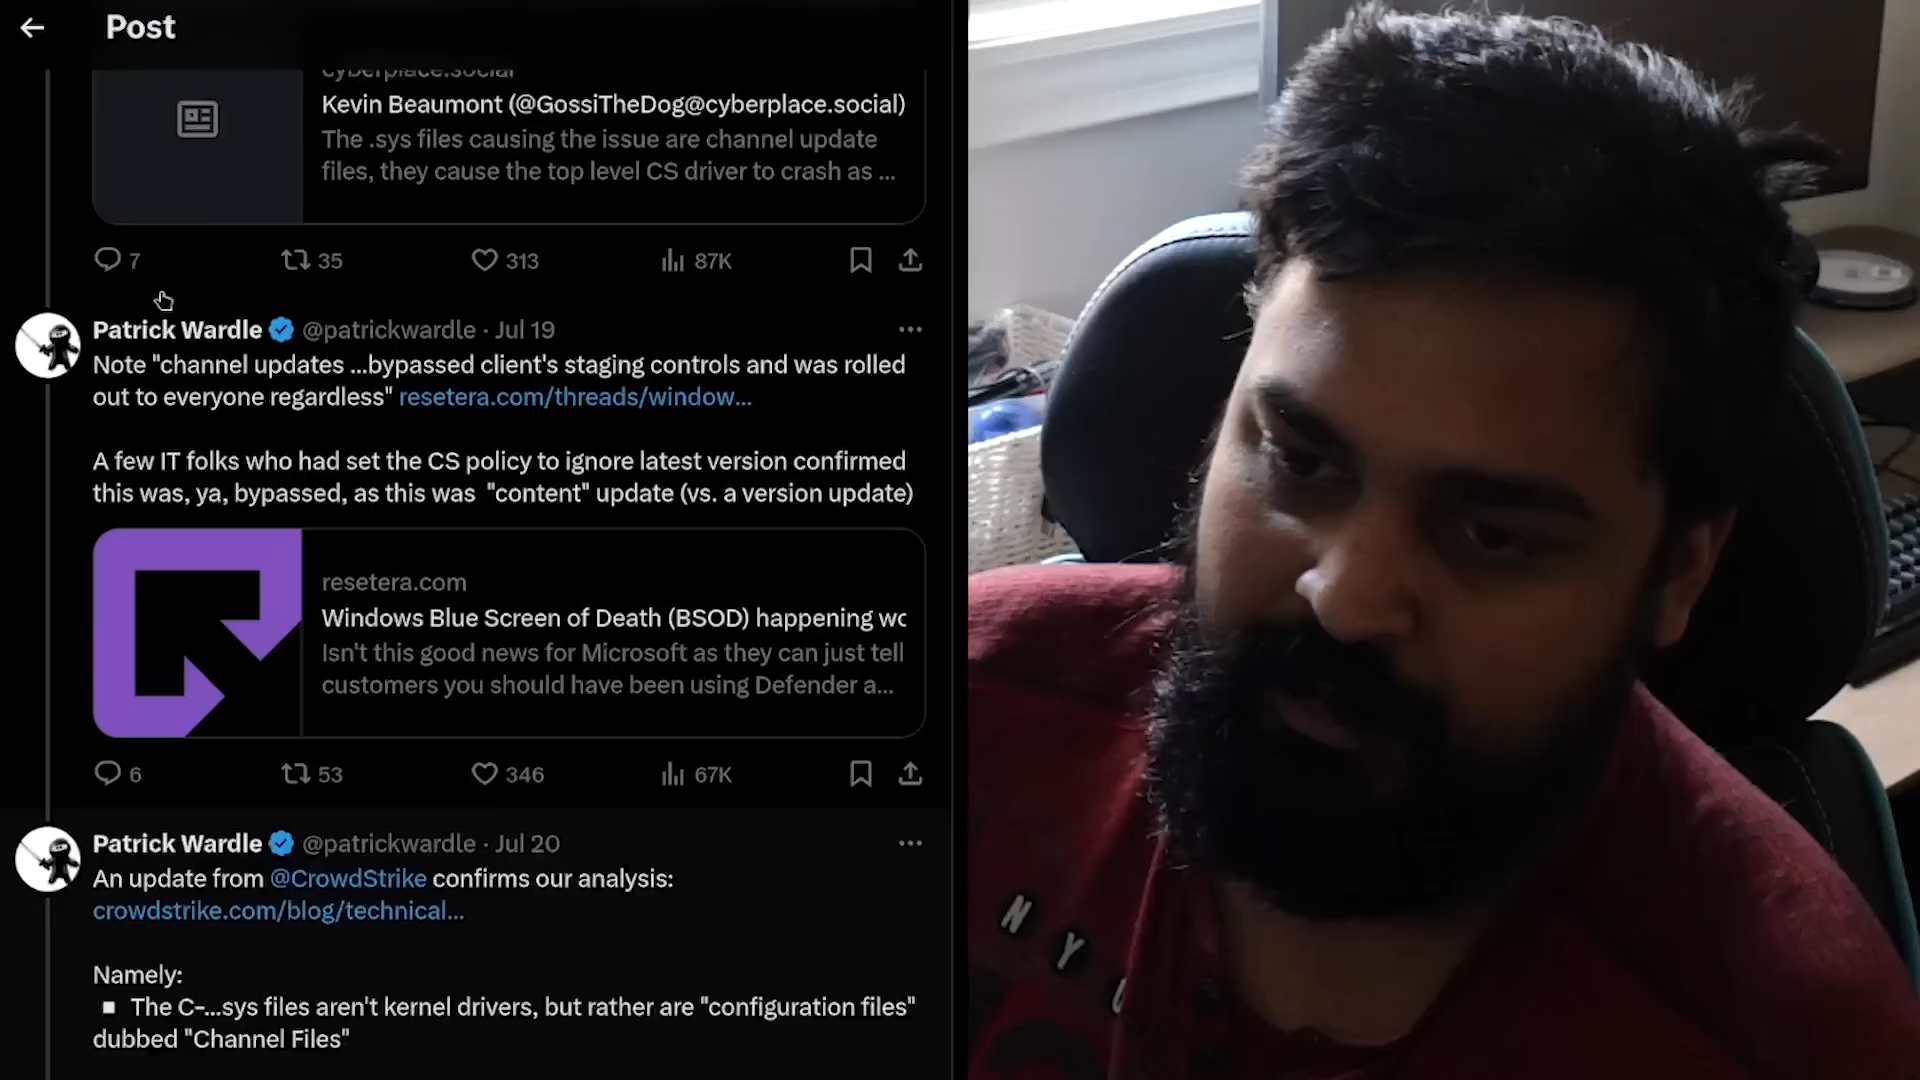 Post
cyberplace.social
Kevin Beaumont (@GossiTheDog@cyberplace.social)
The .sys files causing the issue are channel update
files, they cause the top level CS driver to crash as ...
7 35 313 87K
Patrick Wardle @patrickwardle · Jul 19
Note "channel updates ...bypassed client's staging controls and was rolled
out to everyone regardless" resetera.com/threads/window...
A few IT folks who had set the CS policy to ignore latest version confirmed
this was, ya, bypassed, as this was "content" update (vs. a version update)
resetera.com
Windows Blue Screen of Death (BSOD) happening wo
Isn't this good news for Microsoft as they can just tell
customers you should have been using Defender a...
6 53 346 67K
Patrick Wardle @patrickwardle · Jul 20
An update from @CrowdStrike confirms our analysis:
crowdstrike.com/blog/technical...
Namely:
▪ The C-...sys files aren't kernel drivers, but rather are "configuration files"
dubbed "Channel Files"
N Y